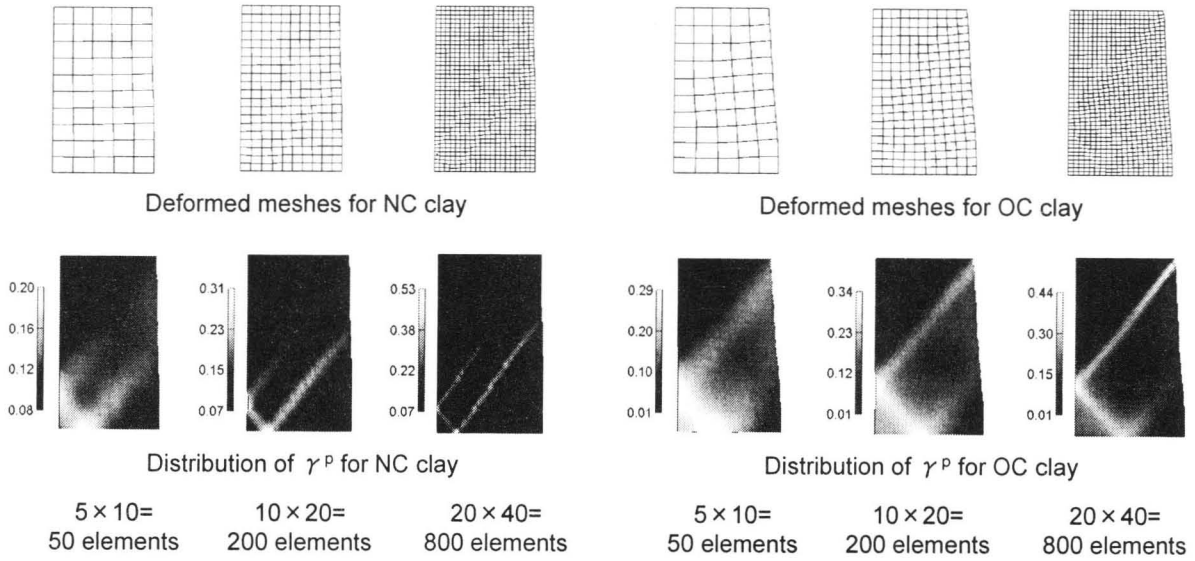 Deformed meshes for NC clay
Deformed meshes for OC clay
0.20
0.16
0.12
0.08
0.31
0.23
0.15
0.07
0.53
0.38
0.22
0.07
0.29
0.20
0.10
0.01
0.34
0.23
0.12
0.01
0.44
0.30
0.15
0.01
Distribution of γ p for NC clay
Distribution of γ p for OC clay
5 × 10=
50 elements
10 × 20=
200 elements
20 × 40=
800 elements
5 × 10=
50 elements
10 × 20=
200 elements
20 × 40=
800 elements